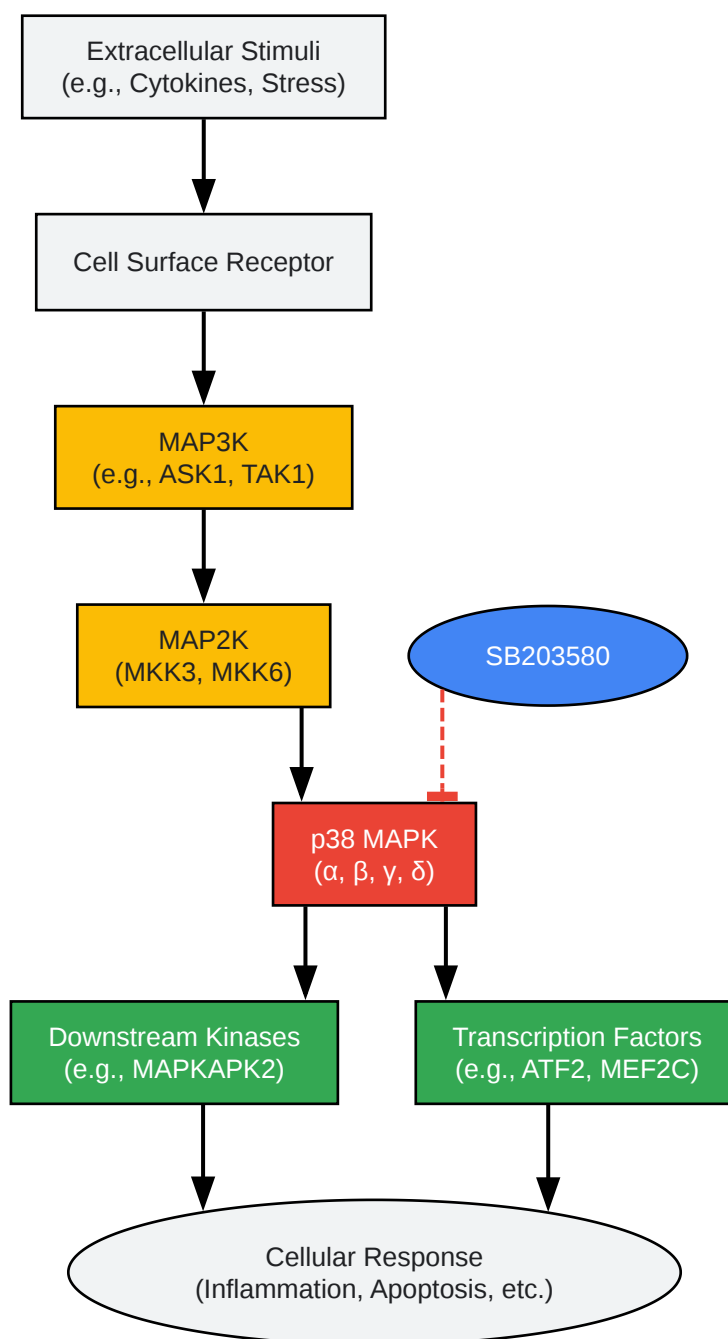 Extracellular Stimuli
(e.g., Cytokines, Stress)
Cell Surface Receptor
MAP3K
(e.g., ASK1, TAK1)
MAP2K
(MKK3, MKK6)
SB203580
p38 MAPK
(α, β, γ, δ)
Downstream Kinases
(e.g., MAPKAPK2)
Transcription Factors
(e.g., ATF2, MEF2C)
Cellular Response
(Inflammation, Apoptosis, etc.)